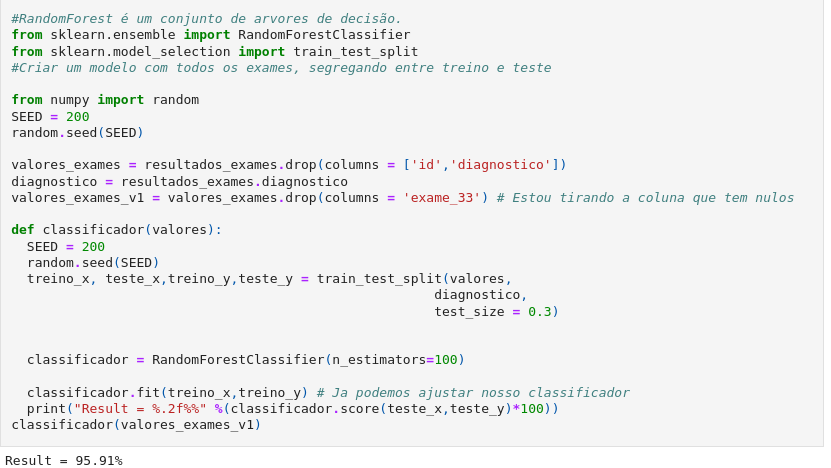 #RandomForest é um conjunto de arvores de decisão.
from sklearn.ensemble import RandomForestClassifier
from sklearn.model_selection import train_test_split
#Criar um modelo com todos os exames, segregando entre treino e teste
from numpy import random
SEED = 200
random.seed(SEED)
valores_exames = resultados_exames.drop(columns = ['id','diagnostico'])
diagnostico = resultados_exames.diagnostico
valores_exames_v1 = valores_exames.drop(columns = 'exame_33') # Estou tirando a coluna que tem nulos
def classificador(valores):
  SEED = 200
  random.seed(SEED)
  treino_x, teste_x,treino_y,teste_y = train_test_split(valores,
                                                      diagnostico,
                                                      test_size = 0.3)
  classificador = RandomForestClassifier(n_estimators=100)
  classificador.fit(treino_x,treino_y) # Ja podemos ajustar nosso classificador
  print("Result = %.2f%%" %(classificador.score(teste_x,teste_y)*100))
classificador(valores_exames_v1)
Result = 95.91%